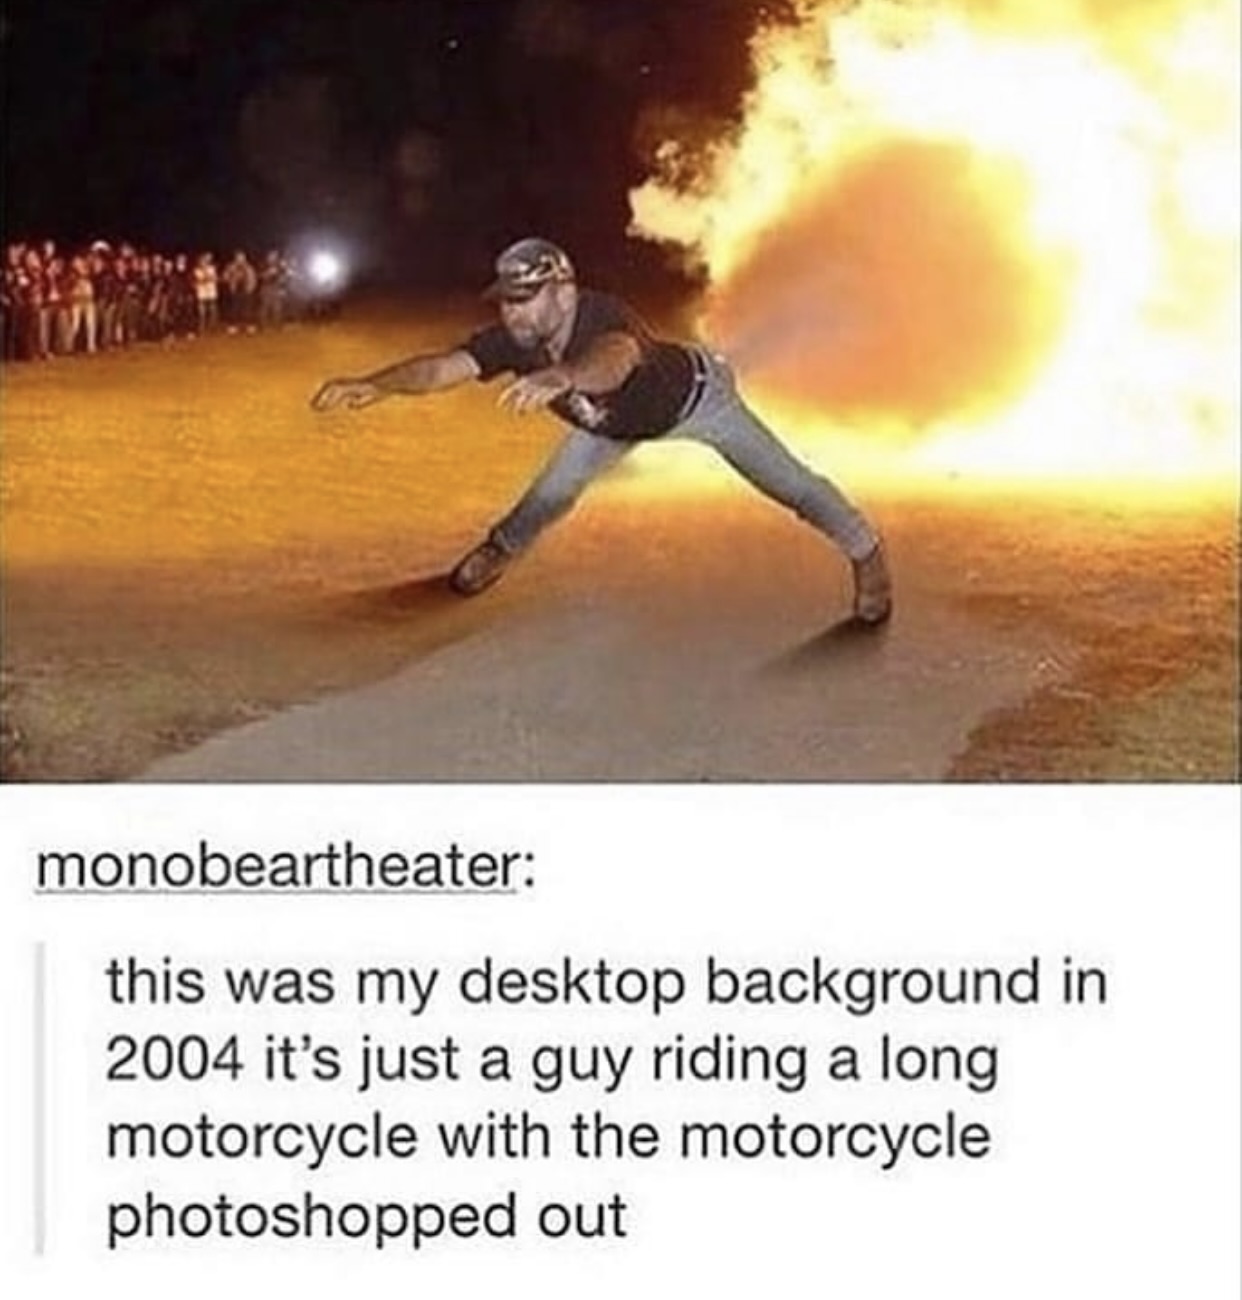 monobeartheater:
this was my desktop background in
2004 it's just a guy riding a long
motorcycle with the motorcycle
photoshopped out